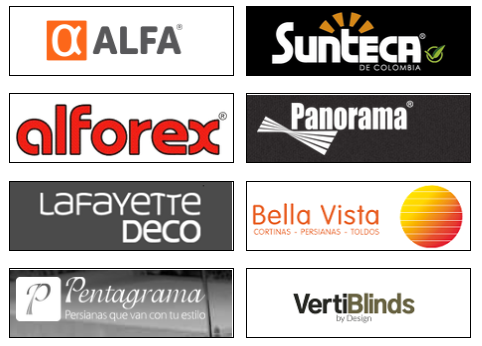 α ALFA®
SUNTECA®
DE COLOMBIA
alforex®
Panorama®
LAFAYETTE
DECO
Bella Vista
CORTINAS - PERSIANAS - TOLDOS
P Pentagrama
Persianas que van con tu estilo
VertiBlinds
by Design